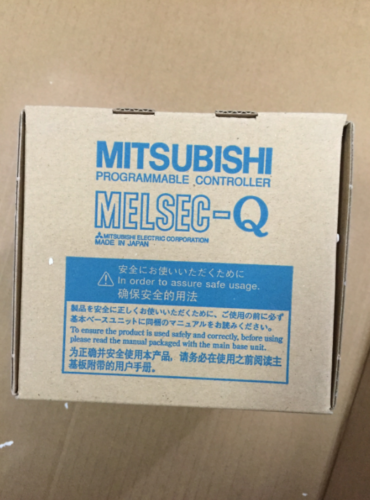 MITSUBISHI
PROGRAMMABLE CONTROLLER
MELSEC-Q
MITSUBISHI ELECTRIC CORPORATION
MADE IN JAPAN
安全にお使いいただくために
In order to assure safe usage.
确保安全的用法
製品を安全に正しくお使いいただくために、ご使用の前に必ず
基本ベースユニットに同梱のマニュアルをお読みください。
To ensure the product is used safely and correctly, before using
please read the manual packaged with the main base unit.
为正确并安全使用本产品，请务必在使用之前阅读主
基板附带的用户手册.